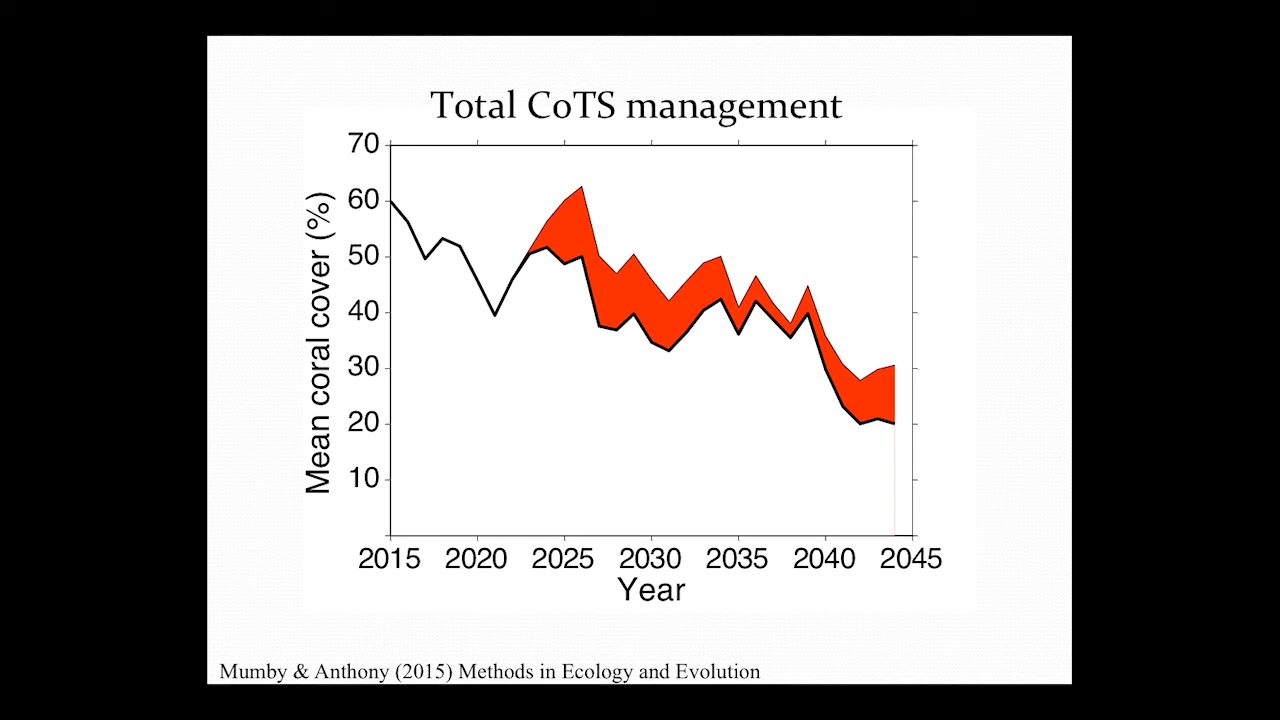 Total CoTS management
70
60
50
40
30
20
10
Mean coral cover (%)
2015 2020 2025 2030 2035 2040 2045
Year
Mumby & Anthony (2015) Methods in Ecology and Evolution